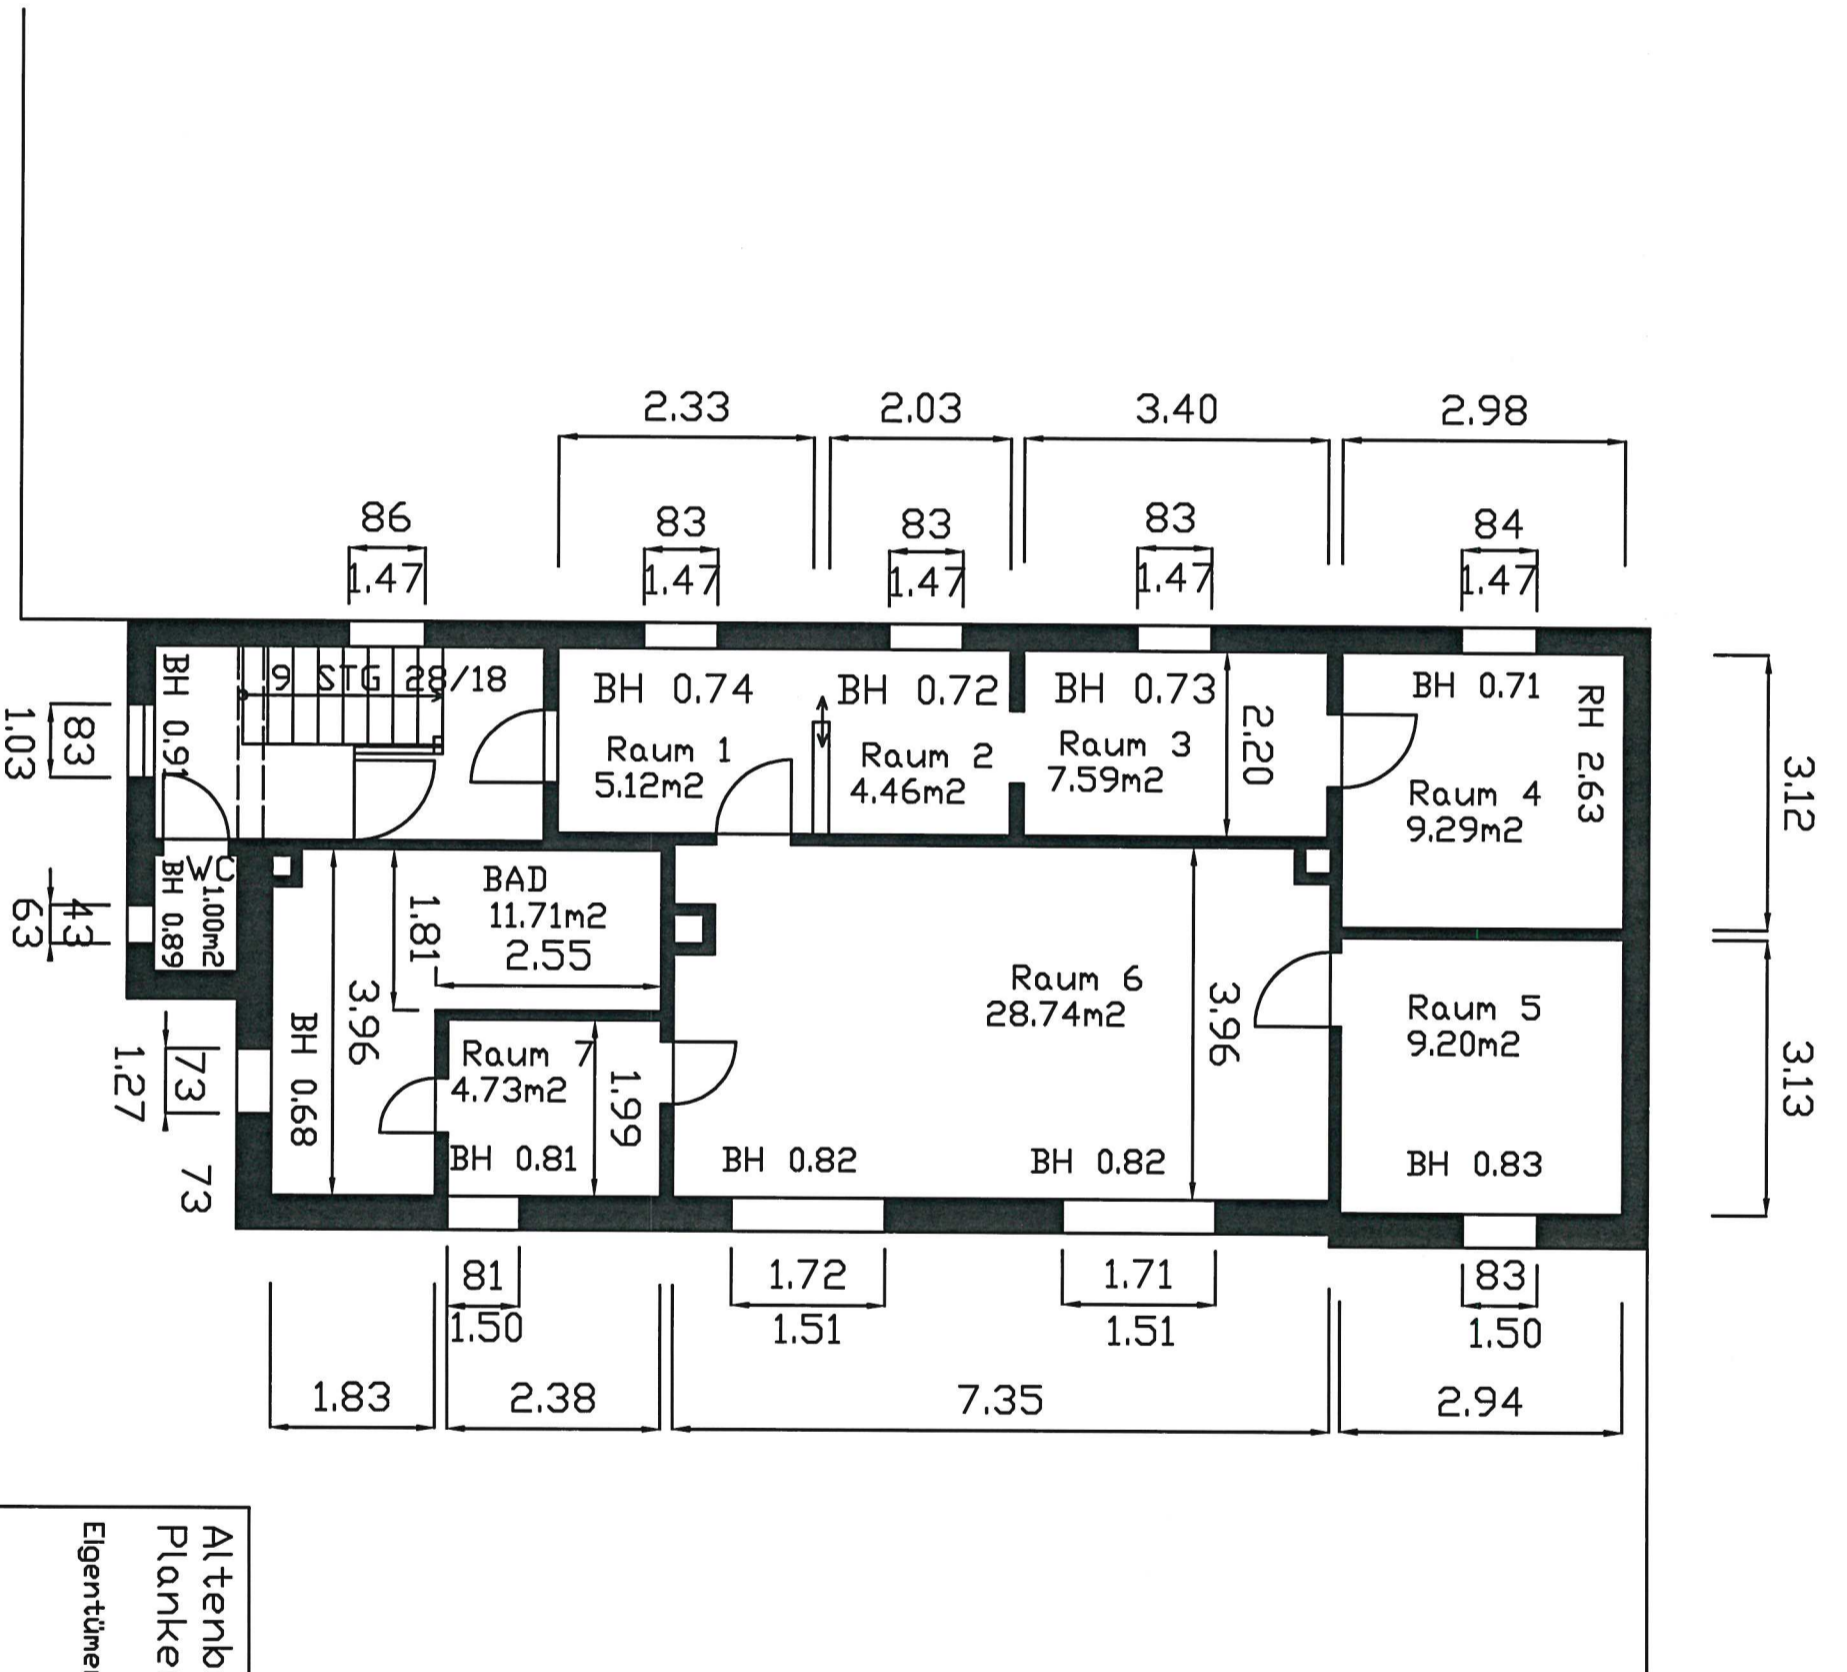 2.33
2.03
3.40
2.98
86
83
83
83
84
1.47
1.47
1.47
1.47
1.47
9 STG 28/18
BH 0.91
BH 0.74
BH 0.72
BH 0.73
BH 0.71
RH 2.63
Raum 1
5.12m2
Raum 2
4.46m2
Raum 3
7.59m2
2.20
Raum 4
9.29m2
3.12
83
1.03
WC
1.00m2
BH 0.89
43
63
BAD
11.71m2
2.55
1.81
3.96
BH 0.68
Raum 6
28.74m2
3.96
Raum 5
9.20m2
3.13
Raum 7
4.73m2
1.99
73
1.27
73
BH 0.81
BH 0.82
BH 0.82
BH 0.83
81
1.50
1.72
1.51
1.71
1.51
83
1.50
1.83
2.38
7.35
2.94
Altenb
Planke
Eigentümer